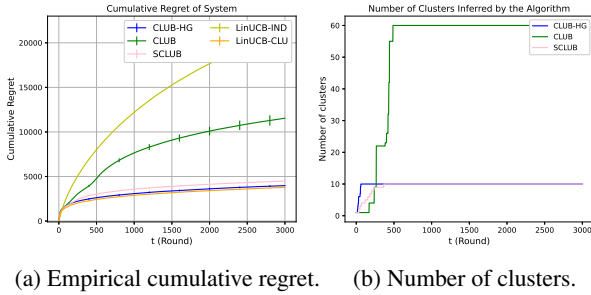 Cumulative Regret of System
20000
15000
10000
5000
0
0 500 1000 1500 2000 2500 3000
Cumulative Regret
t (Round)
CLUB-HG
CLUB
SCLUB
LinUCB-IND
LinUCB-CLU
(a) Empirical cumulative regret.
Number of Clusters Inferred by the Algorithm
60
50
40
30
20
10
0
0 500 1000 1500 2000 2500 3000
Number of clusters
t (Round)
CLUB-HG
CLUB
SCLUB
(b) Number of clusters.